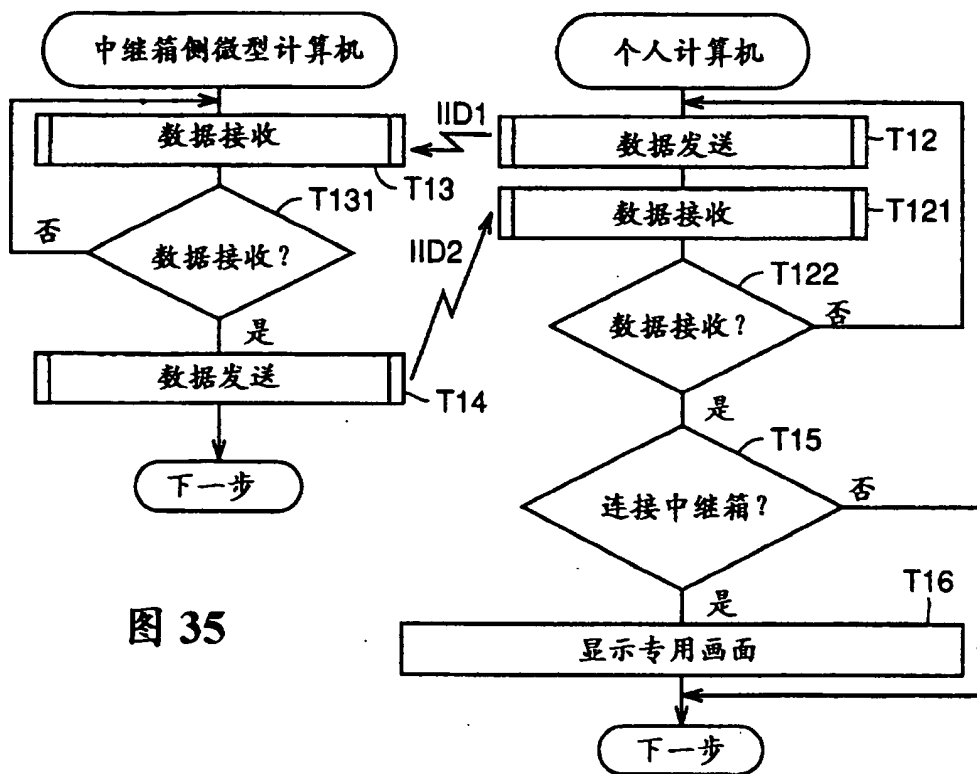 中继箱侧微型计算机
数据接收
T13
T131
数据接收？
否
是
数据发送
T14
下一步
IID1
IID2
个人计算机
数据发送
T12
数据接收
T121
T122
数据接收？
否
是
T15
连接中继箱？
否
是
T16
显示专用画面
下一步
图 35